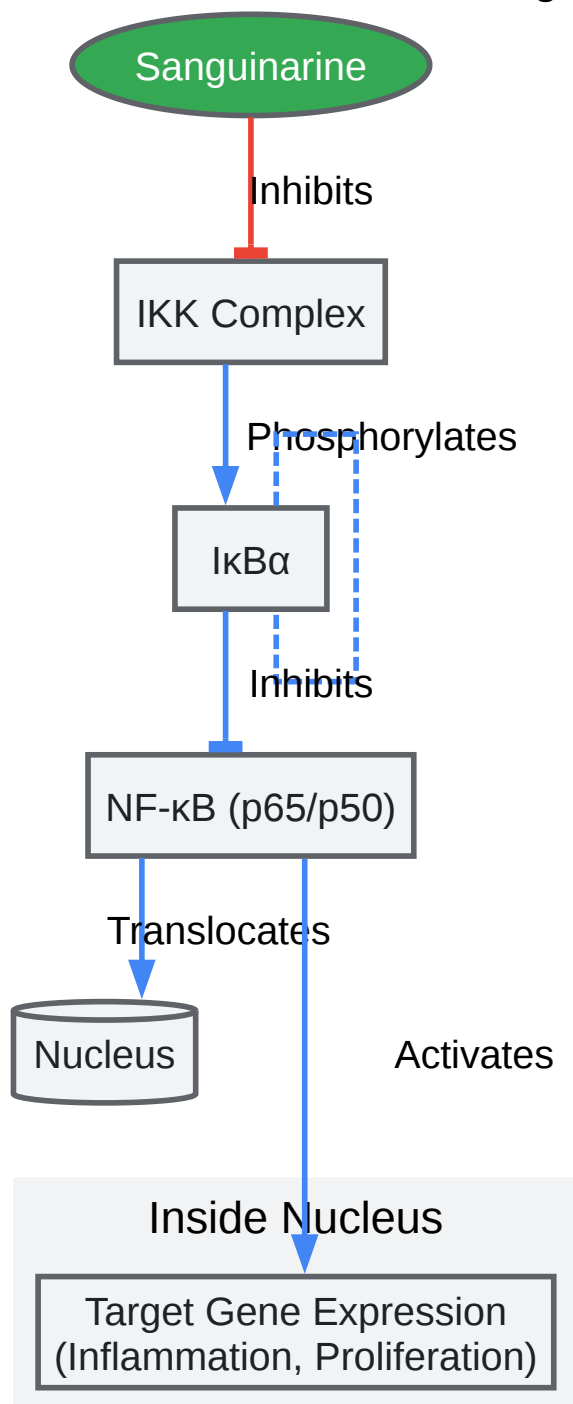 Sanguinarine
Inhibits
IKK Complex
Phosphorylates
IκBα
Inhibits
NF-κB (p65/p50)
Translocates
Nucleus
Activates
Inside Nucleus
Target Gene Expression
(Inflammation, Proliferation)